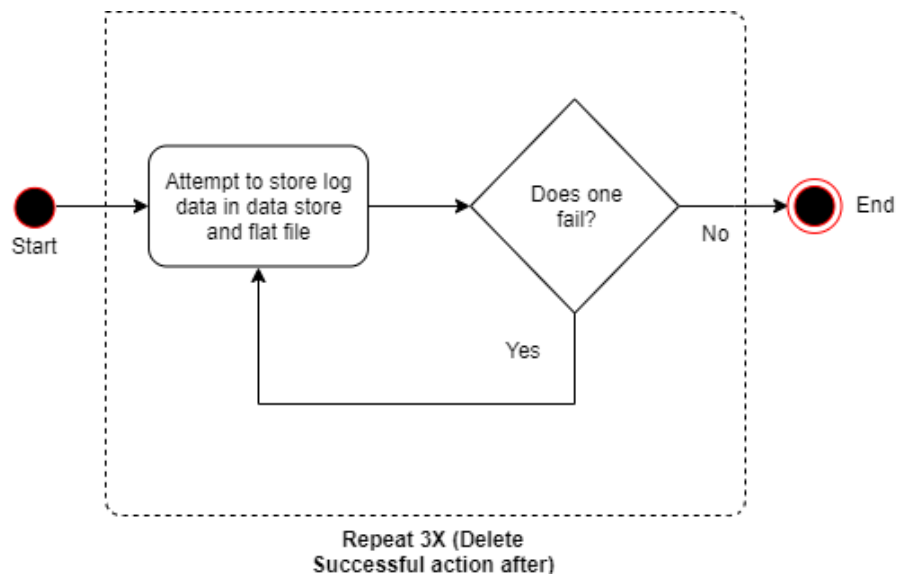 Attempt to store log
data in data store
and flat file
Does one
fail?
Start
No
End
Yes
Repeat 3X (Delete
Successful action after)